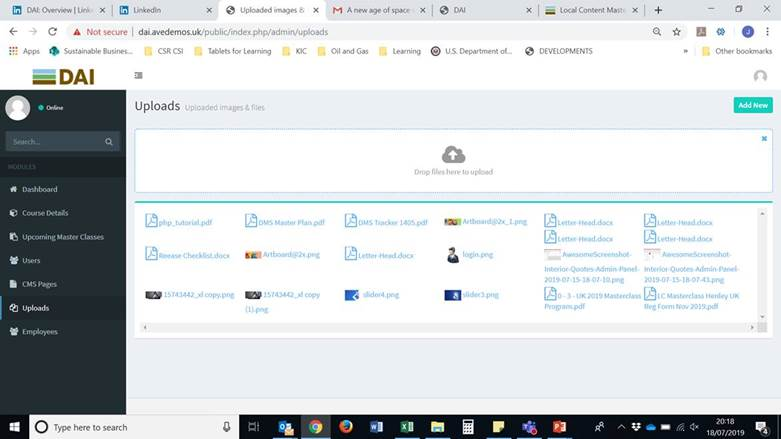 DAI: Overview | Linke
LinkedIn
Uploaded images &
A new age of space
DAI
Local Content Maste
Not secure | dai.avedemos.uk/public/index.php/admin/uploads
Apps
Sustainable Business...
CSR CSI
Tablets for Learning
KIC
Oil and Gas
Learning
U.S. Department of...
DEVELOPMENTS
Other bookmarks
DAI
Online
Search...
MODULES
Dashboard
Course Details
Upcoming Master Classes
Users
CMS Pages
Uploads
Employees
Uploads Uploaded images & files
Add New
Drop files here to upload
php_tutorial.pdf
DMS Master Plan.pdf
DMS Tracker 1405.pdf
Artboard@2x_1.png
Letter-Head.docx
Letter-Head.docx
Letter-Head.docx
Letter-Head.docx
Reease Checklist.docx
Artboard@2x.png
Letter-Head.docx
login.png
AwesomeScreenshot-
Interior-Quotes-Admin-Panel-
2019-07-15-18-07-10.png
AwesomeScreenshot-
Interior-Quotes-Admin-Panel-
2019-07-15-18-07-43.png
15743442_xl copy.png
15743442_xl copy
(1).png
slider4.png
slider3.png
0 - 3 - UK 2019 Masterclass
Program.pdf
LC Masterclass Henley UK
Reg Form Nov 2019.pdf
Type here to search
20:18
18/07/2019